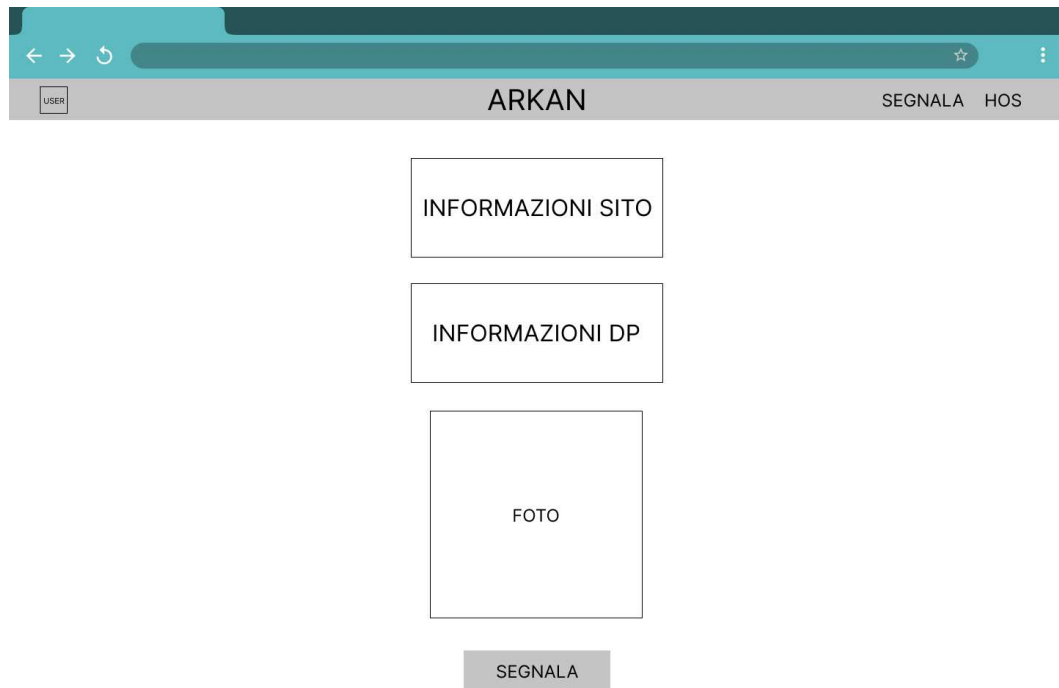 USER
ARKAN
SEGNALA HOS
INFORMAZIONI SITO
INFORMAZIONI DP
FOTO
SEGNALA